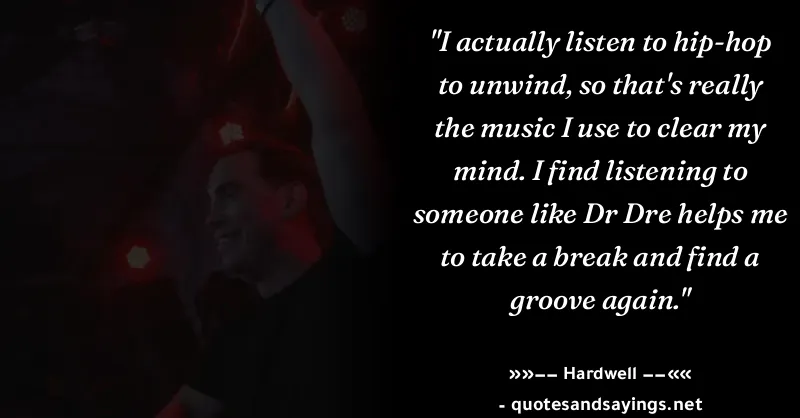 "I actually listen to hip-hop
to unwind, so that's really
the music I use to clear my
mind. I find listening to
someone like Dr Dre helps me
to take a break and find a
groove again."
»»−− Hardwell −−««
- quotesandsayings.net